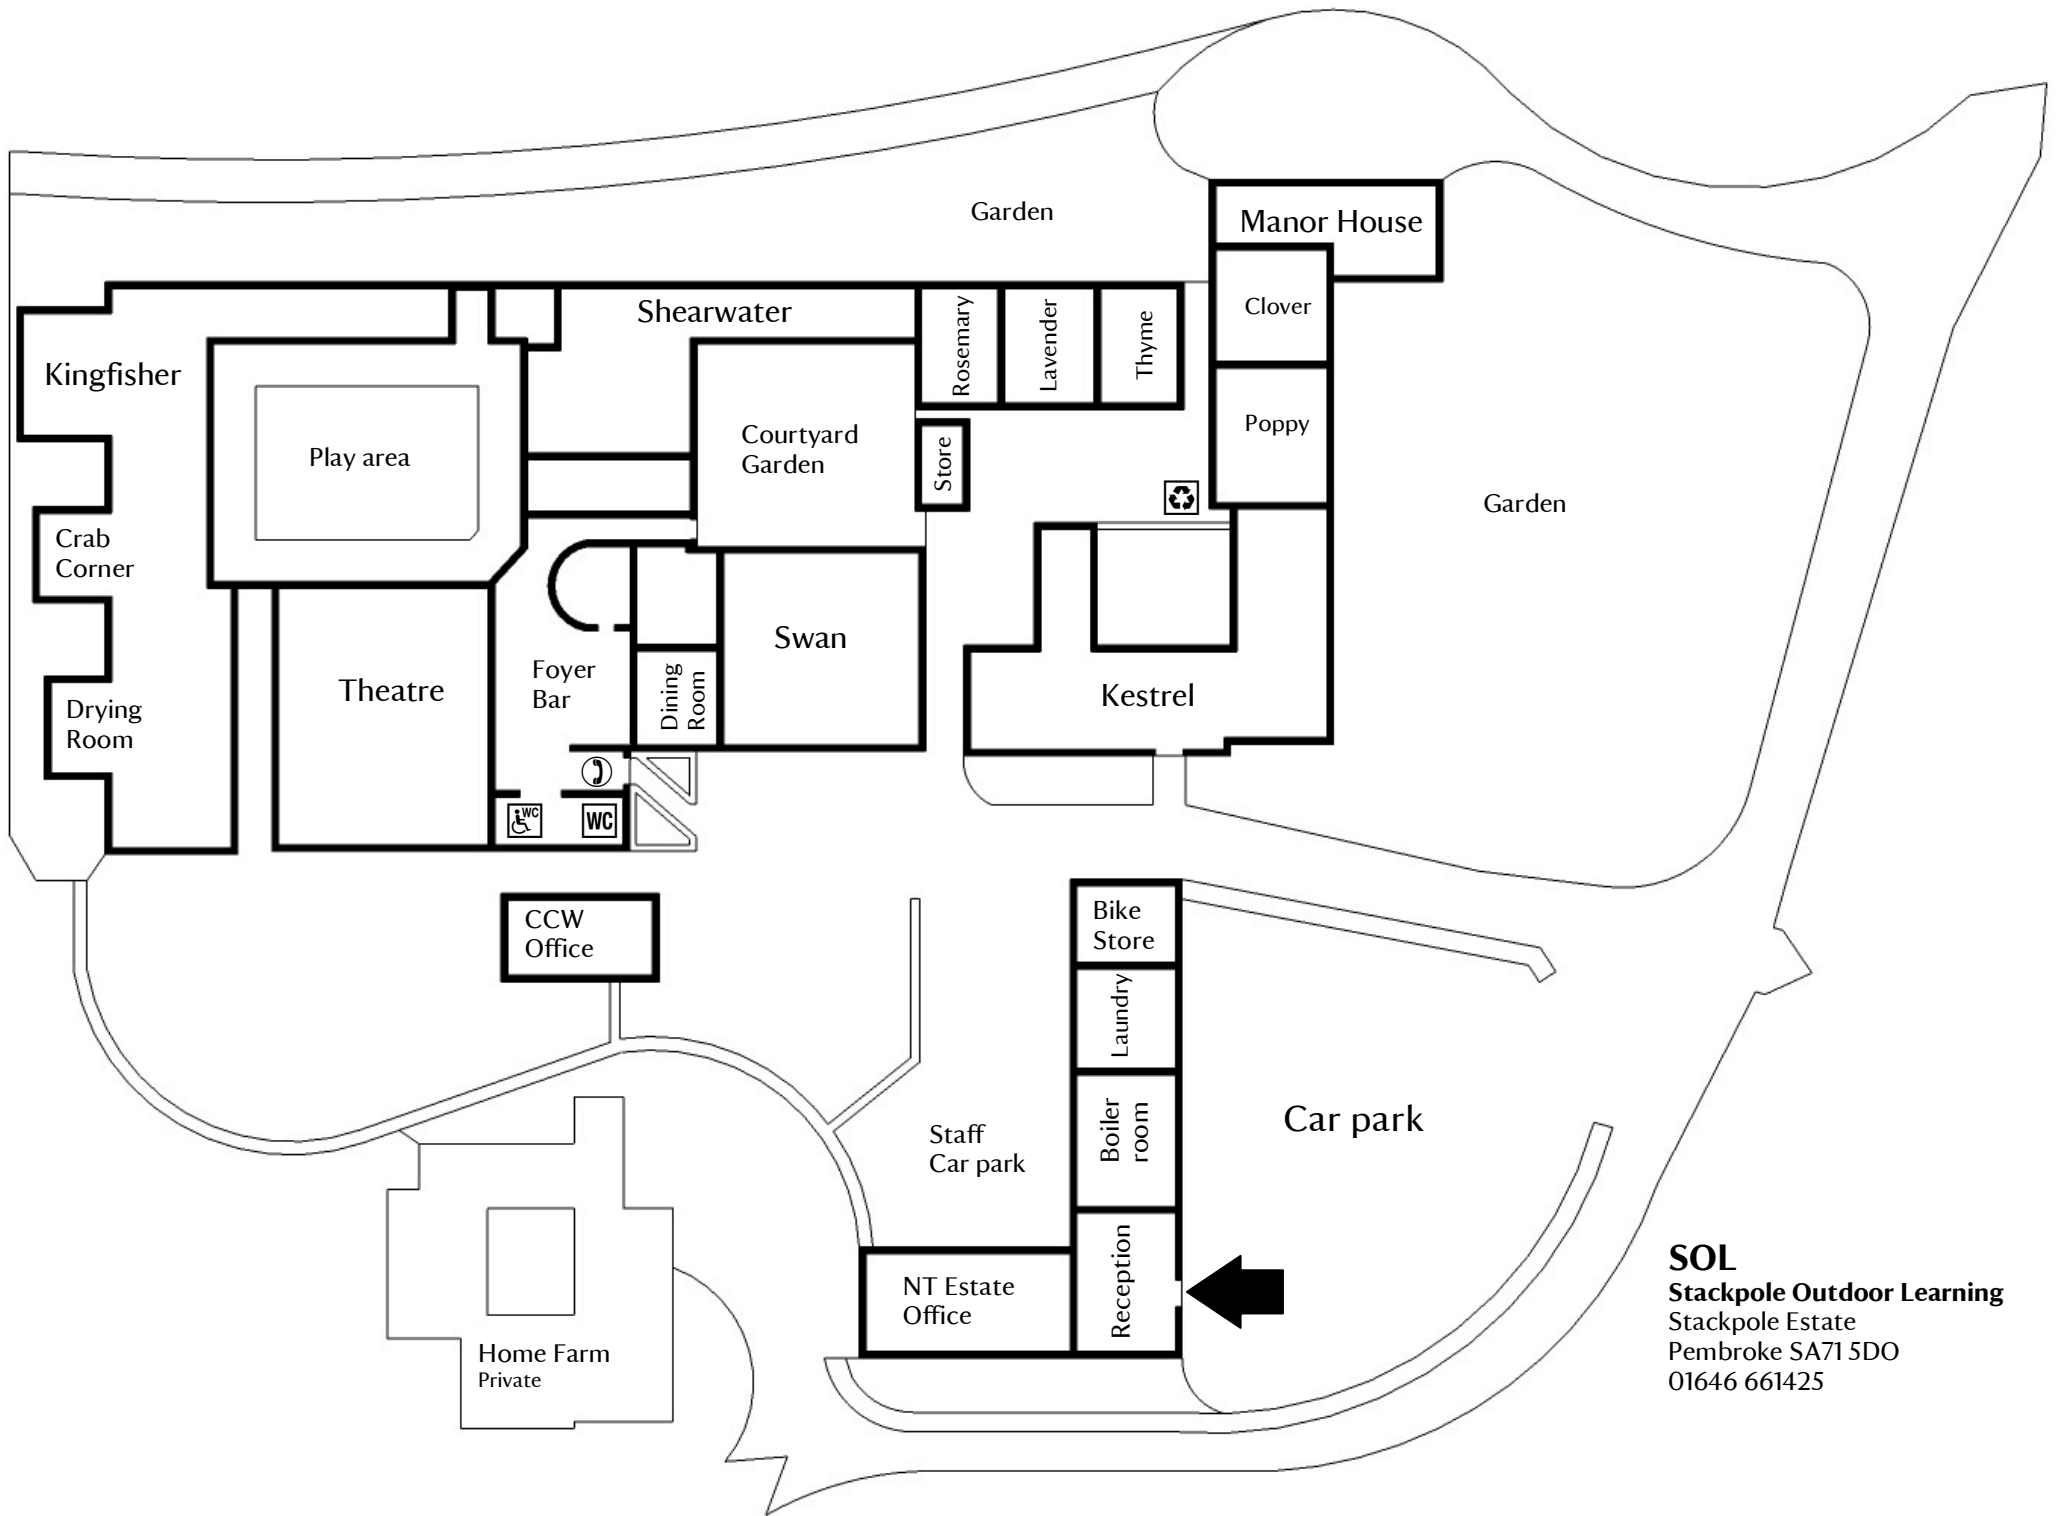 Garden
Manor House
Clover
Shearwater
Rosemary
Lavender
Thyme
Kingfisher
Poppy
Play area
Courtyard
Garden
Store
Garden
Crab
Corner
Swan
Theatre
Foyer
Bar
Dining
Room
Kestrel
Drying
Room
WC
WC
CCW
Office
Bike
Store
Laundry
Boiler
room
Car park
Staff
Car park
Reception
NT Estate
Office
Home Farm
Private
SOL
Stackpole Outdoor Learning
Stackpole Estate
Pembroke SA71 5DO
01646 661425